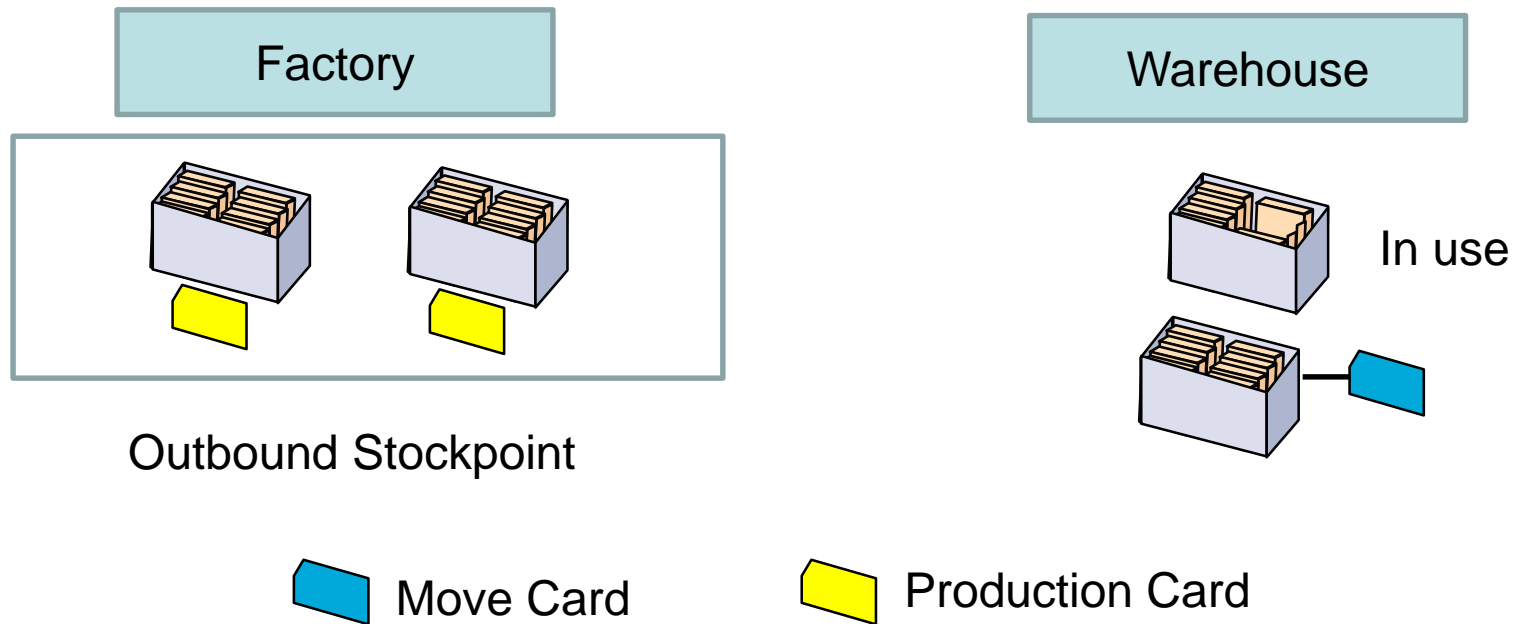 Factory
Warehouse
In use
Outbound Stockpoint
Move Card
Production Card